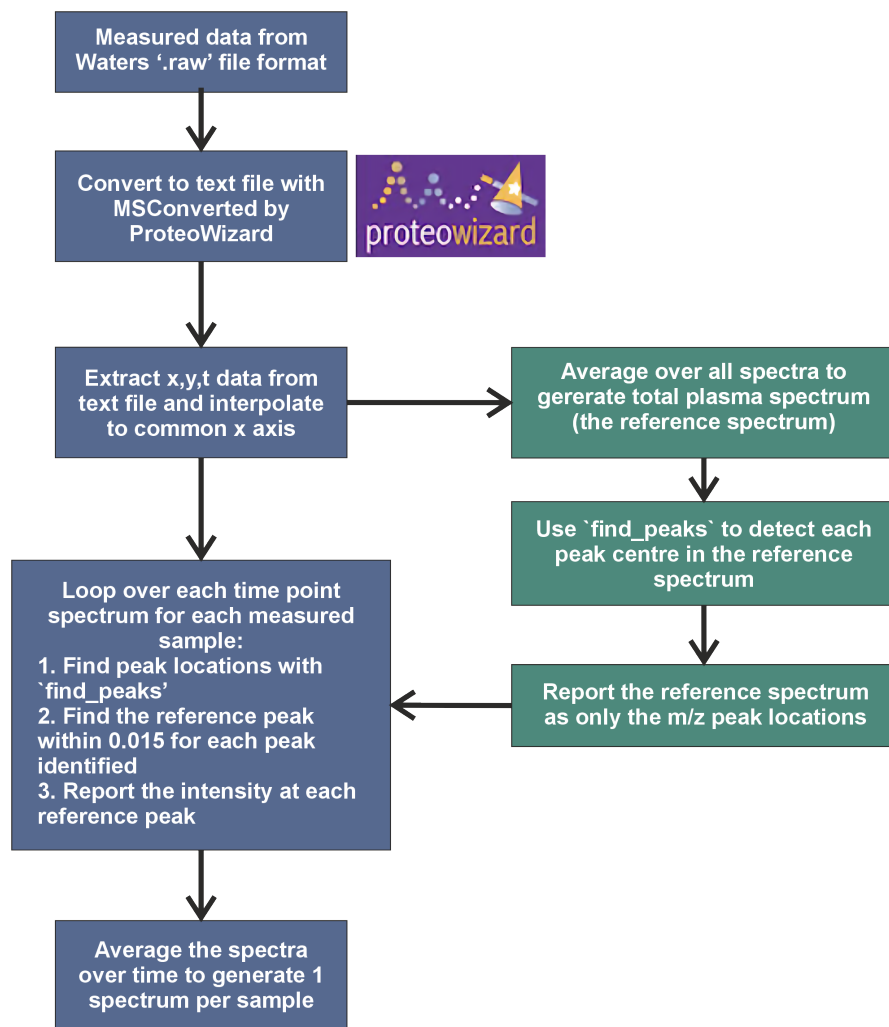 Measured data from
Waters ‘.raw’ file format
Convert to text file with
MSConverted by
ProteoWizard
proteowizard
Extract x,y,t data from
text file and interpolate
to common x axis
Average over all spectra to
gererate total plasma spectrum
(the reference spectrum)
Use `find_peaks` to detect each
peak centre in the reference
spectrum
Report the reference spectrum
as only the m/z peak locations
Loop over each time point
spectrum for each measured
sample:
1. Find peak locations with
`find_peaks’
2. Find the reference peak
within 0.015 for each peak
identified
3. Report the intensity at each
reference peak
Average the spectra
over time to generate 1
spectrum per sample